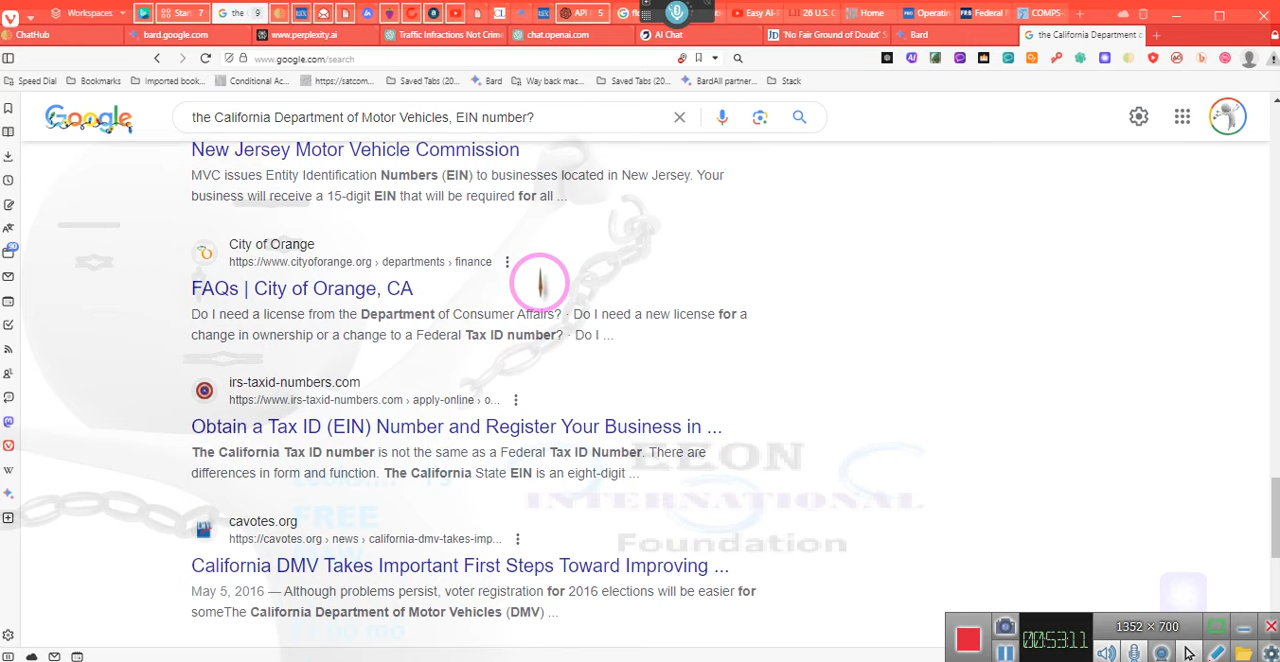 Workspaces
Start 7
the C 9
API 5
Easy AI-
26 U.S. C
Home
Operatin
Federal
COMPS-
ChatHub
bard.google.com
www.perplexity.ai
Traffic Infractions Not Crime
chat.openai.com
AI Chat
'No Fair Ground of Doubt' S
Bard
the California Department o
www.google.com/search
Speed Dial
Bookmarks
Imported book...
Conditional Ac...
https://satcom...
Saved Tabs (20...
Bard
Way back mac...
Saved Tabs (20...
BardAll partner...
Stack
Google
the California Department of Motor Vehicles, EIN number?
New Jersey Motor Vehicle Commission
MVC issues Entity Identification Numbers (EIN) to businesses located in New Jersey. Your
business will receive a 15-digit EIN that will be required for all ...
City of Orange
https://www.cityoforange.org › departments › finance
FAQs | City of Orange, CA
Do I need a license from the Department of Consumer Affairs? · Do I need a new license for a
change in ownership or a change to a Federal Tax ID number? · Do I ...
irs-taxid-numbers.com
https://www.irs-taxid-numbers.com › apply-online › o...
Obtain a Tax ID (EIN) Number and Register Your Business in ...
The California Tax ID number is not the same as a Federal Tax ID Number. There are
differences in form and function. The California State EIN is an eight-digit ...
EEON
INTERNATIONAL
Foundation
FREE
cavotes.org
https://cavotes.org › news › california-dmv-takes-imp...
California DMV Takes Important First Steps Toward Improving ...
May 5, 2016 — Although problems persist, voter registration for 2016 elections will be easier for
someThe California Department of Motor Vehicles (DMV) ...
1352 × 700
00:53:11